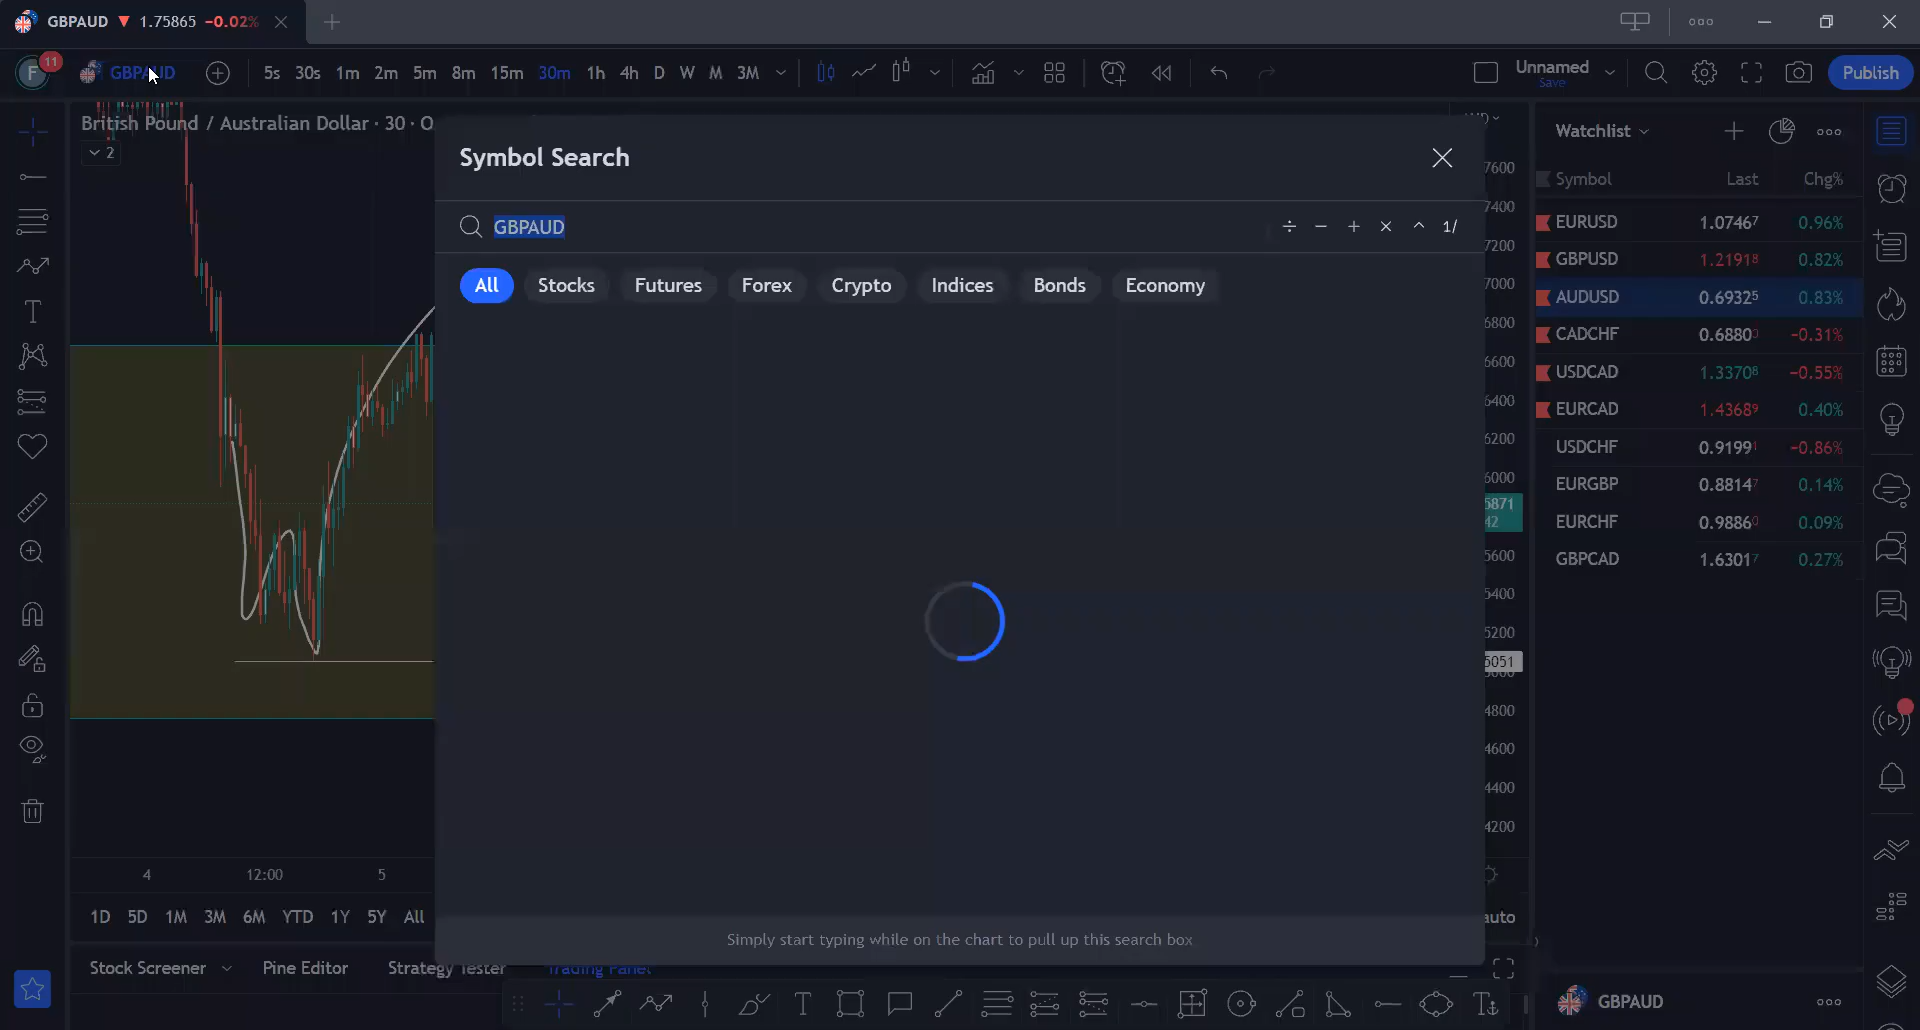 GBPAUD ▼ 1.75865 -0.02%
F 11 GBPAUD 5s 30s 1m 2m 5m 8m 15m 30m 1h 4h D W M 3M Unnamed Save Publish
British Pound / Australian Dollar · 30 · O
2
Symbol Search
GBPAUD ÷ − + × ^ 1/
All Stocks Futures Forex Crypto Indices Bonds Economy
Simply start typing while on the chart to pull up this search box
7600
7400
7200
7000
6800
6600
6400
6200
6000
5871
42
5600
5400
5200
5051
4800
4600
4400
4200
auto
Watchlist
Symbol Last Chg%
EURUSD 1.07467 0.96%
GBPUSD 1.21918 0.82%
AUDUSD 0.69325 0.83%
CADCHF 0.68800 -0.31%
USDCAD 1.33708 -0.55%
EURCAD 1.43689 0.40%
USDCHF 0.91991 -0.86%
EURGBP 0.88147 0.14%
EURCHF 0.98860 0.09%
GBPCAD 1.63017 0.27%
4 12:00 5
1D 5D 1M 3M 6M YTD 1Y 5Y All
Stock Screener Pine Editor Strategy Tester Trading Panel
GBPAUD